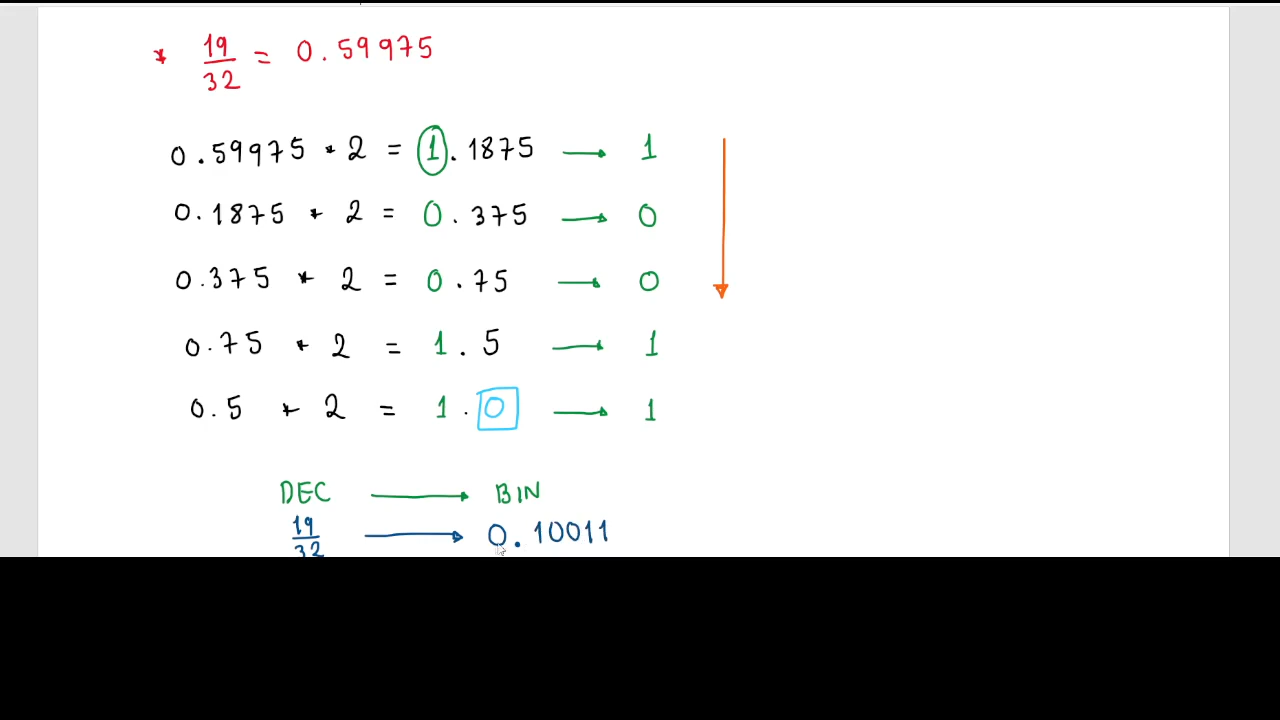 * 19/32 = 0.59975
0.59975 * 2 = 1.1875 → 1
0.1875 * 2 = 0.375 → 0
0.375 * 2 = 0.75 → 0
0.75 * 2 = 1.5 → 1
0.5 * 2 = 1.0 → 1
DEC → BIN
19/32 → 0.10011